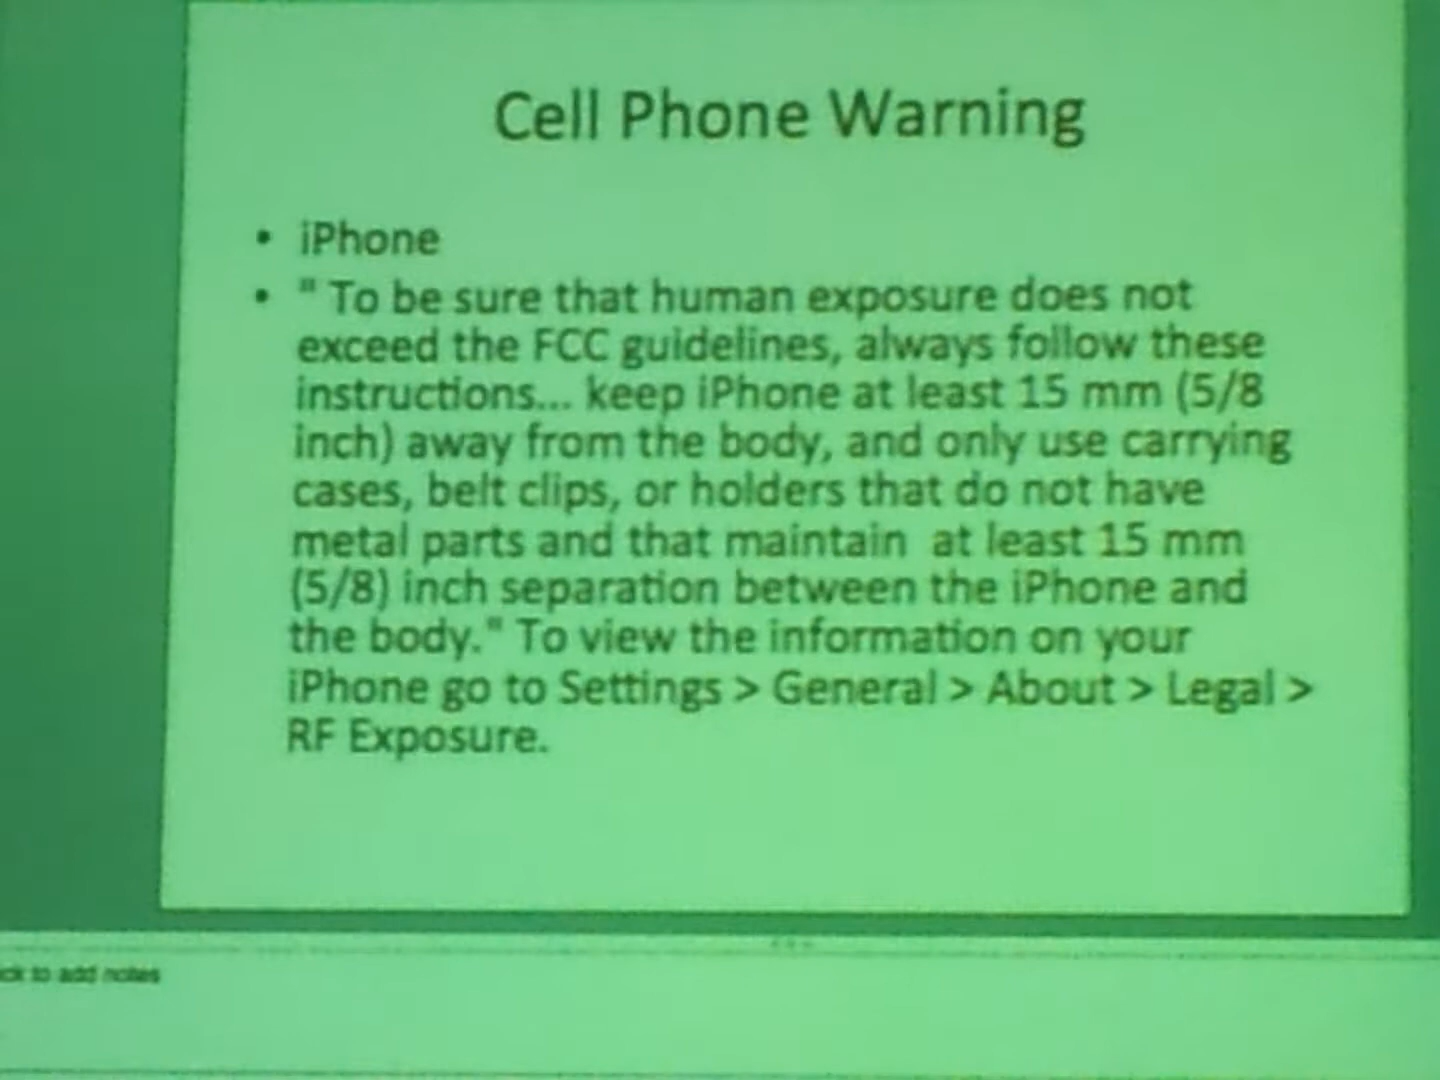 Cell Phone Warning
• iPhone
• " To be sure that human exposure does not
exceed the FCC guidelines, always follow these
instructions... keep iPhone at least 15 mm (5/8
inch) away from the body, and only use carrying
cases, belt clips, or holders that do not have
metal parts and that maintain at least 15 mm
(5/8) inch separation between the iPhone and
the body." To view the information on your
iPhone go to Settings > General > About > Legal >
RF Exposure.
ck to add notes